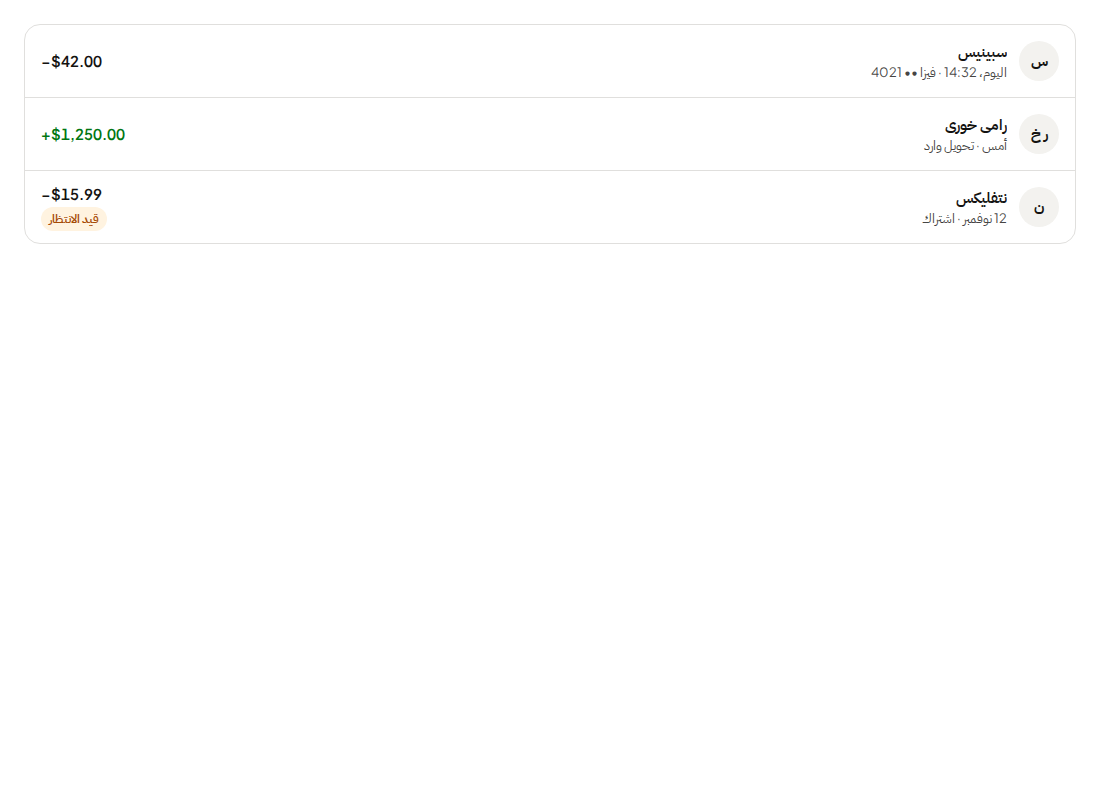 س
سبينيس
اليوم، 14:32 · فيزا •• 4021
−$42.00
رخ
رامي خوري
أمس · تحويل وارد
+$1,250.00
ن
نتفليكس
12 نوفمبر · اشتراك
−$15.99
قيد الانتظار